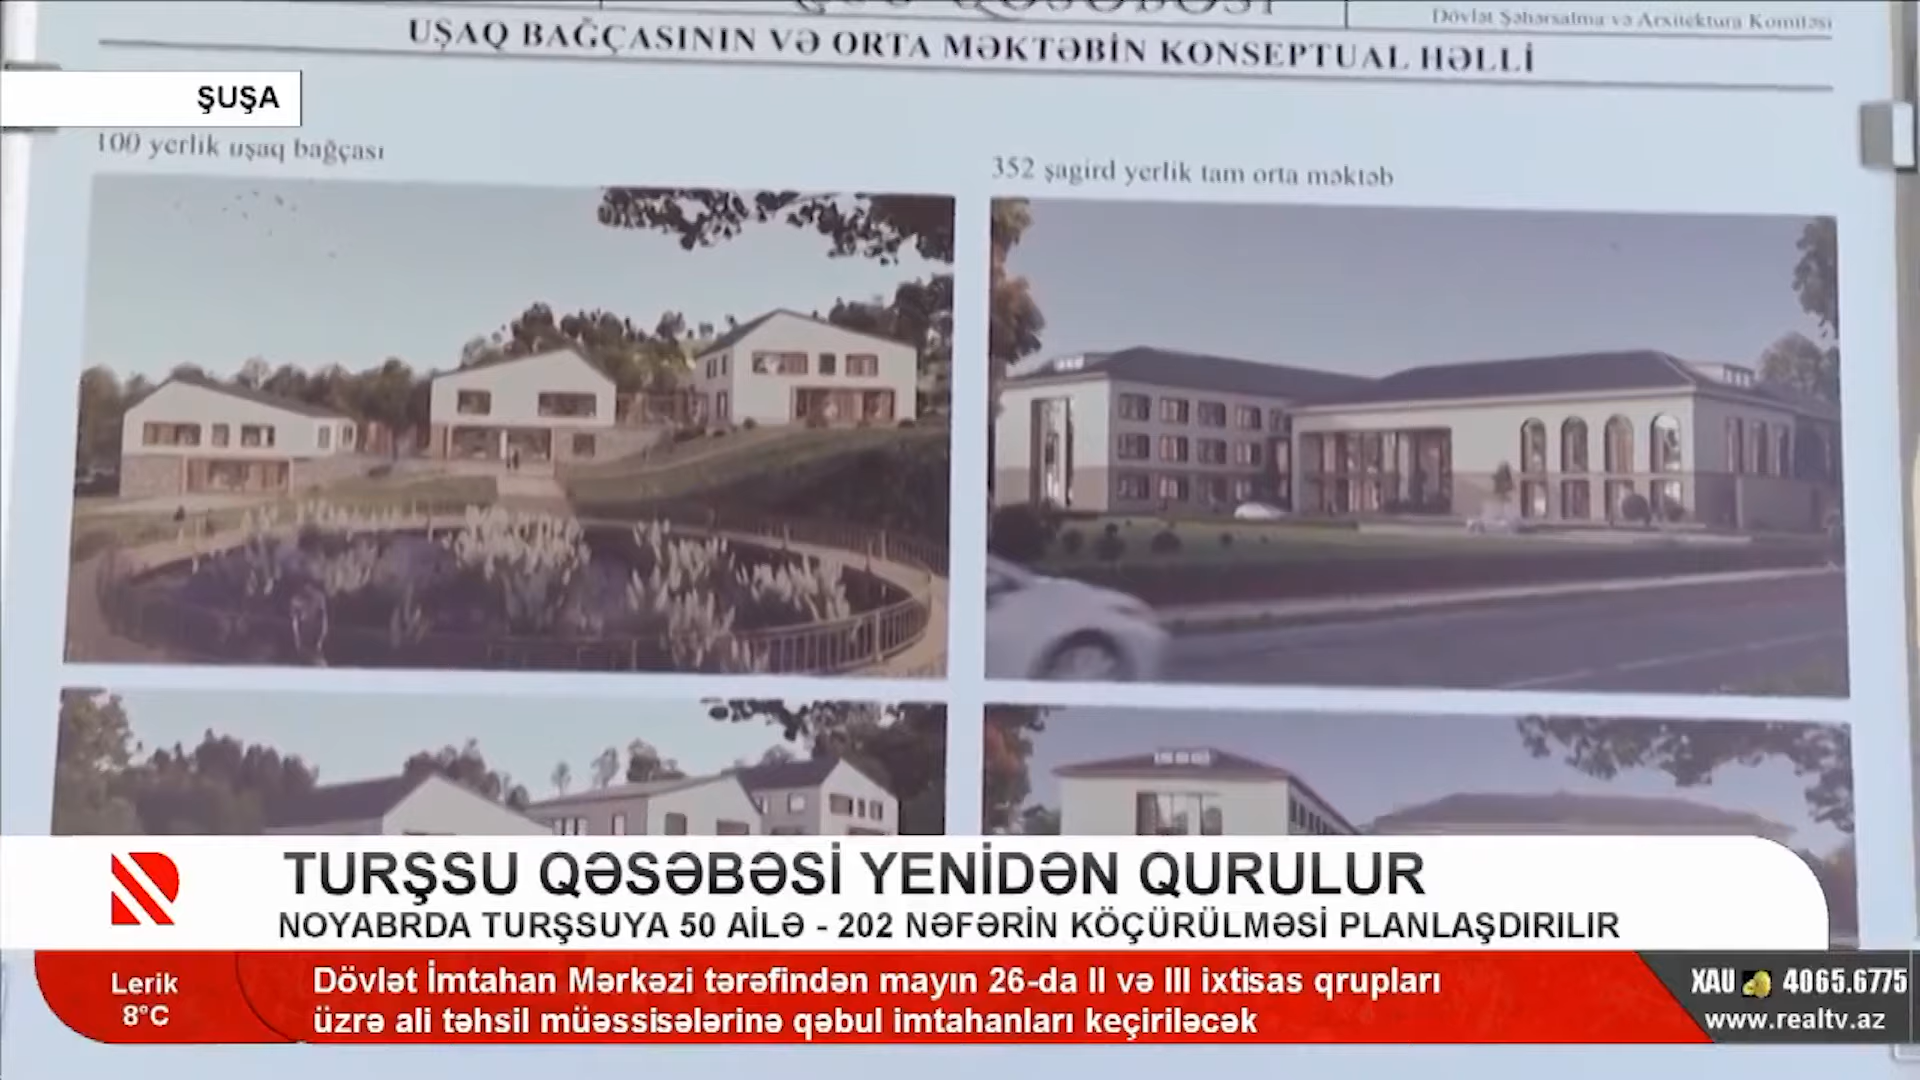 Dövlət Şəhərsalma və Arxitektura Komitəsi
UŞAQ BAĞÇASININ VƏ ORTA MƏKTƏBİN KONSEPTUAL HƏLLİ
ŞUŞA
100 yerlik uşaq bağçası
352 şagird yerlik tam orta məktəb
TURŞSU QƏSƏBƏSİ YENİDƏN QURULUR
NOYABRDA TURŞSUYA 50 AİLƏ - 202 NƏFƏRİN KÖÇÜRÜLMƏSİ PLANLAŞDIRILIR
Lerik
8°C
Dövlət İmtahan Mərkəzi tərəfindən mayın 26-da II və III ixtisas qrupları
üzrə ali təhsil müəssisələrinə qəbul imtahanları keçiriləcək
XAU 4065.6775
www.realtv.az